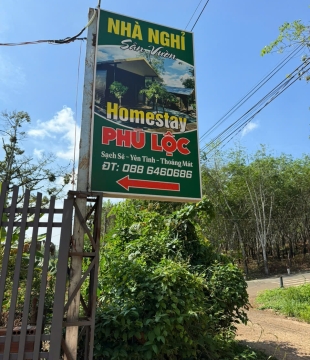 NHÀ NGHỈ
Sân Vườn
Homestay
PHÚ LỘC
Sạch Sẽ - Yên Tĩnh - Thoáng Mát
ĐT: 088 6460686